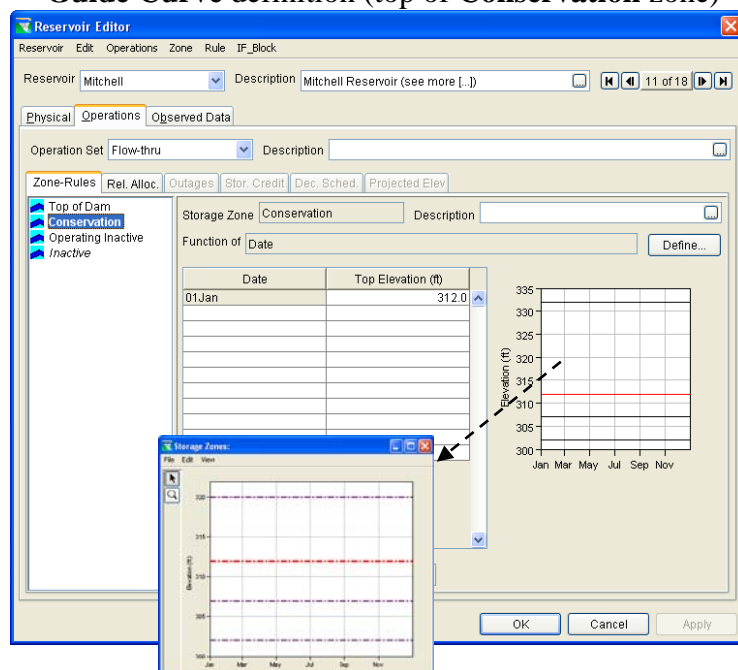 Guide Curve definition (top of Conservation zone)
Reservoir Editor
Reservoir Edit Operations Zone Rule IF_Block
Reservoir Mitchell Description Mitchell Reservoir (see more [...]) ... 11 of 18
Physical Operations Observed Data
Operation Set Flow-thru Description ...
Zone-Rules Rel. Alloc. Outages Stor. Credit Dec. Sched. Projected Elev
Top of Dam
Conservation
Operating Inactive
Inactive
Storage Zone Conservation Description ...
Function of Date Define...
Date Top Elevation (ft)
01Jan 312.0
335
330
325
320
315
310
305
300
Elevation (ft)
Jan Mar May Jul Sep Nov
Storage Zones:
File Edit View
320
315
310
305
300
Elevation (ft)
Jan Mar May Jul Sep Nov
OK Cancel Apply